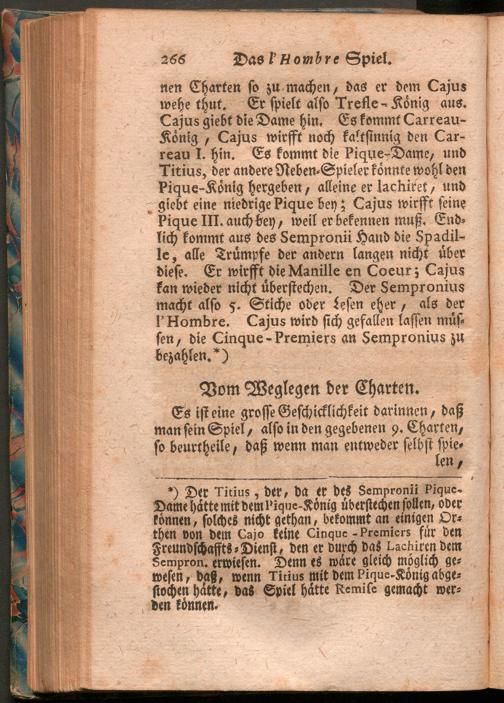 266 Das l'Hombre Spiel.
nen Charten so zu machen, das er dem Cajus
wehe thut. Er spielt also Trefle-König aus.
Cajus giebt die Dame hin. Es kommt Carreau-
König, Cajus wirfft noch kaltsinnig den Car-
reau I. hin. Es kommt die Pique-Dame, und
Titius, der andere Neben-Spieler könnte wohl den
Pique-König hergeben, alleine er lachiret, und
giebt eine niedrige Pique bey; Cajus wirfft seine
Pique III. auch bey, weil er bekennen muß. End-
lich kommt aus des Sempronii Hand die Spadil-
le, alle Trümpfe der andern langen nicht über
diese. Er wirfft die Manille en Coeur; Cajus
kan wieder nicht überstechen. Der Sempronius
macht also 5. Stiche oder Lesen eher, als der
l'Hombre. Cajus wird sich gefallen lassen müs-
sen, die Cinque-Premiers an Sempronius zu
bezahlen.*)
Vom Weglegen der Charten.
Es ist eine grosse Geschicklichkeit darinnen, daß
man sein Spiel, also in den gegebenen 9. Charten,
so beurtheile, daß wenn man entweder selbst spie-
len,
*) Der Titius, der, da er des Sempronii Pique-
Dame hätte mit dem Pique-König überstechen sollen, oder
können, solches nicht gethan, bekommt an einigen Or-
then von dem Cajo keine Cinque-Premiers für den
Freundschaffts-Dienst, den er durch das Lachiren dem
Sempron. erwiesen. Denn es wäre gleich möglich ge-
wesen, daß, wenn Titius mit dem Pique-König abge-
stochen hätte, das Spiel hätte Remise gemacht wer-
den können.